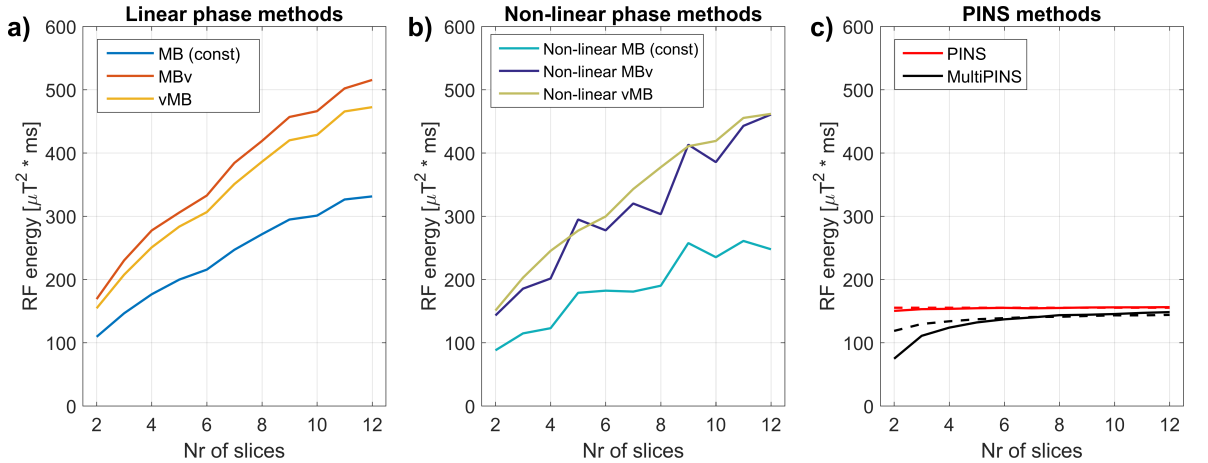 a)
Linear phase methods
600
500
400
300
200
100
0
RF energy [μT² * ms]
MB (const)
MBv
vMB
2 4 6 8 10 12
Nr of slices
b)
Non-linear phase methods
600
500
400
300
200
100
0
RF energy [μT² * ms]
Non-linear MB (const)
Non-linear MBv
Non-linear vMB
2 4 6 8 10 12
Nr of slices
c)
PINS methods
600
500
400
300
200
100
0
RF energy [μT² * ms]
PINS
MultiPINS
2 4 6 8 10 12
Nr of slices